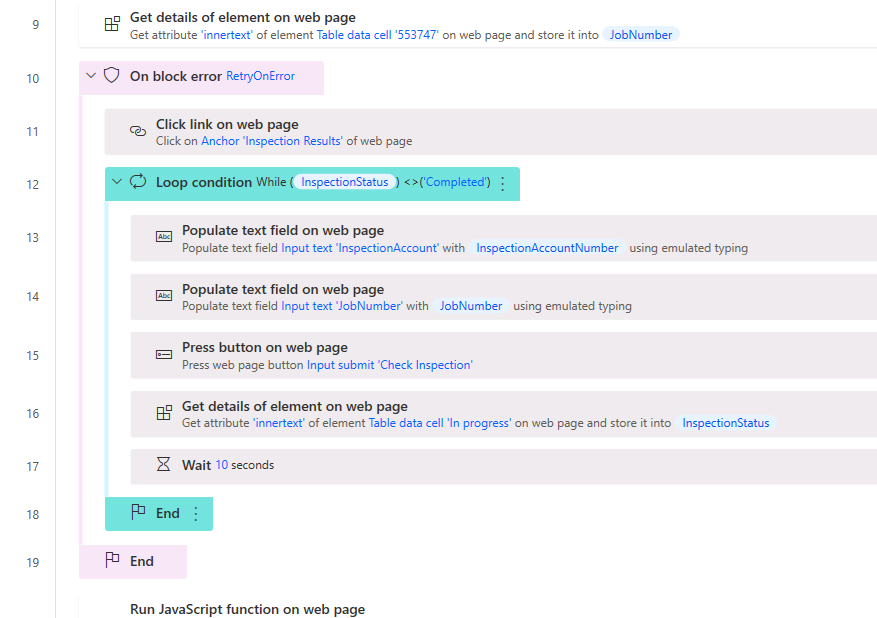 9
Get details of element on web page
Get attribute 'innertext' of element Table data cell '553747' on web page and store it into JobNumber
10
On block error RetryOnError
11
Click link on web page
Click on Anchor 'Inspection Results' of web page
12
Loop condition While ( InspectionStatus ) <>('Completed')
13
Abc
Populate text field on web page
Populate text field Input text 'InspectionAccount' with InspectionAccountNumber using emulated typing
14
Abc
Populate text field on web page
Populate text field Input text 'JobNumber' with JobNumber using emulated typing
15
Press button on web page
Press web page button Input submit 'Check Inspection'
16
Get details of element on web page
Get attribute 'innertext' of element Table data cell 'In progress' on web page and store it into InspectionStatus
17
Wait 10 seconds
18
End
19
End
Run JavaScript function on web page